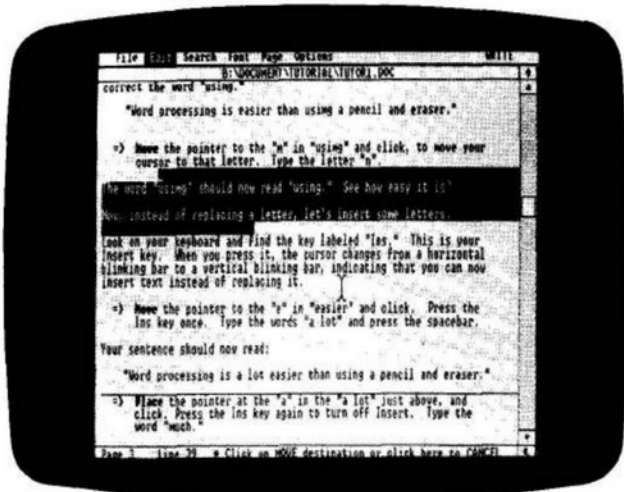 File Edit Search Font Page Options WRITE
B:\DOCUMENT\TUTORIAL\TUTOR1.DOC
correct the word "usimg."
"Word processing is easier than usimg a pencil and eraser."
=> Move the pointer to the "m" in "usimg" and click, to move your
cursor to that letter. Type the letter "n".
The word "usimg" should now read "using." See how easy it is?
Now, instead of replacing a letter, let's insert some letters.
Look on your keyboard and find the key labeled "Ins." This is your
Insert key. When you press it, the cursor changes from a horizontal
blinking bar to a vertical blinking bar, indicating that you can now
insert text instead of replacing it.
=> Move the pointer to the "e" in "easier" and click. Press the
Ins key once. Type the words "a lot" and press the spacebar.
Your sentence should now read:
"Word processing is a lot easier than using a pencil and eraser."
=> Place the pointer at the "a" in the "a lot" just above, and
click. Press the Ins key again to turn off Insert. Type the
word "much."
Page 3 Line 29 * Click on MOVE destination or click here to CANCEL